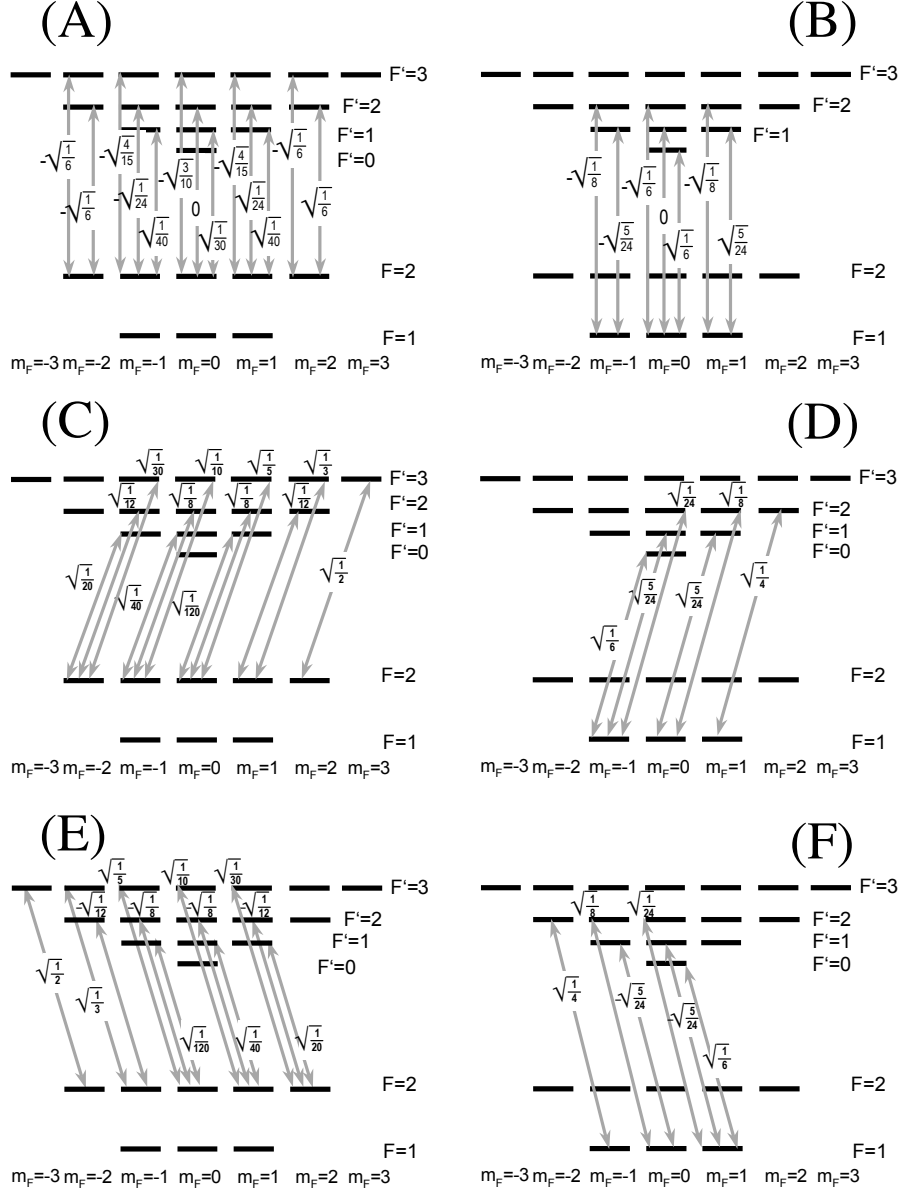 (A)
F'=3
F'=2
F'=1
F'=0
-√1/6
-√4/15
-√3/10
-√4/15
-√1/6
-√1/6
-√1/24
0
√1/24
√1/6
√1/40
√1/30
√1/40
F=2
F=1
m_F=-3 m_F=-2 m_F=-1 m_F=0 m_F=1 m_F=2 m_F=3
(B)
F'=3
F'=2
F'=1
-√1/8
-√1/6
-√1/8
-√5/24
0
√1/6
√5/24
F=2
F=1
m_F=-3 m_F=-2 m_F=-1 m_F=0 m_F=1 m_F=2 m_F=3
(C)
√1/30 √1/10 √1/5 √1/3
F'=3
√1/12 √1/8 √1/8 √1/12
F'=2
F'=1
F'=0
√1/20
√1/40
√1/120
√1/2
F=2
F=1
m_F=-3 m_F=-2 m_F=-1 m_F=0 m_F=1 m_F=2 m_F=3
(D)
F'=3
√1/24 √1/8
F'=2
F'=1
F'=0
√1/6
√5/24
√5/24
√1/4
F=2
F=1
m_F=-3 m_F=-2 m_F=-1 m_F=0 m_F=1 m_F=2 m_F=3
(E)
√1/5 √1/10 √1/30
F'=3
-√1/12 -√1/8 -√1/8 -√1/12
F'=2
F'=1
F'=0
√1/2
√1/3
√1/120
√1/40
√1/20
F=2
F=1
m_F=-3 m_F=-2 m_F=-1 m_F=0 m_F=1 m_F=2 m_F=3
(F)
F'=3
√1/8 √1/24
F'=2
F'=1
F'=0
√1/4
-√5/24
-√5/24
√1/6
F=2
F=1
m_F=-3 m_F=-2 m_F=-1 m_F=0 m_F=1 m_F=2 m_F=3